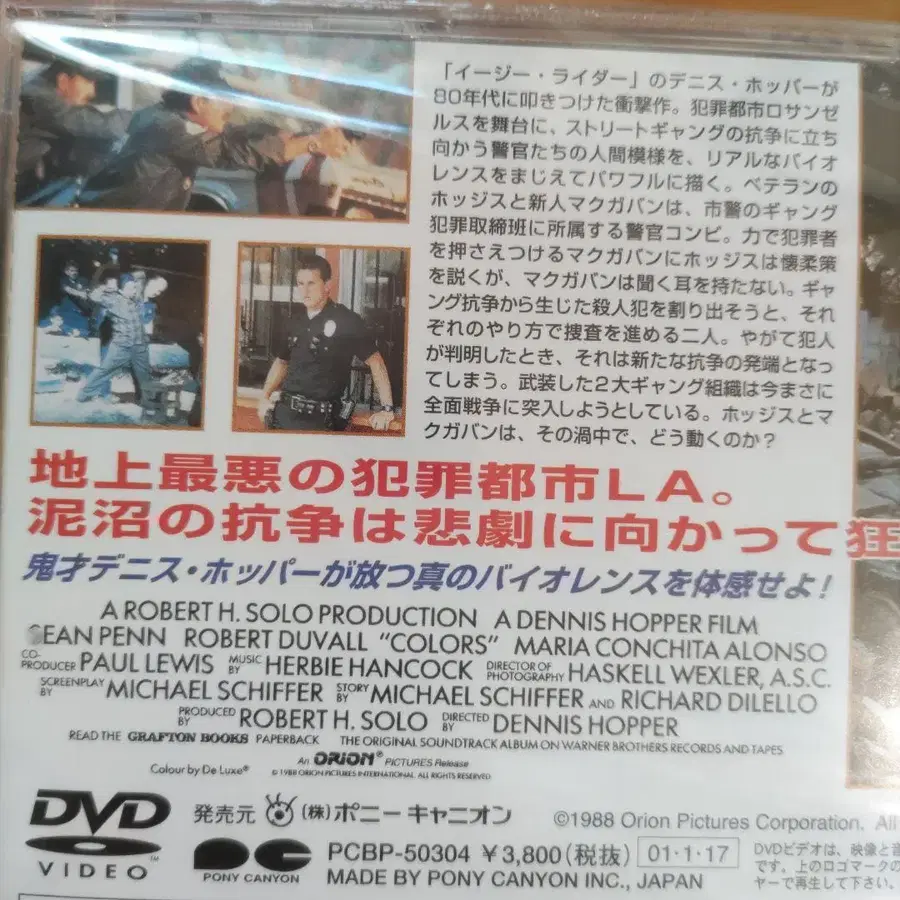 「イージー・ライダー」のデニス・ホッパーが
80年代に叩きつけた衝撃作。犯罪都市ロサンゼ
ルスを舞台に、ストリートギャングの抗争に立ち
向かう警官たちの人間模様を、リアルなバイオ
レンスをまじえてパワフルに描く。ベテランの
ホッジスと新人マクガバンは、市警のギャング
犯罪取締班に所属する警官コンビ。力で犯罪者
を押さえつけるマクガバンにホッジスは懐柔策
を説くが、マクガバンは聞く耳を持たない。ギャ
ング抗争から生じた殺人犯を割り出そうと、それ
ぞれのやり方で捜査を進める二人。やがて犯人
が判明したとき、それは新たな抗争の発端となっ
てしまう。武装した2大ギャング組織は今まさに
全面戦争に突入しようとしている。ホッジスとマ
クガバンは、その渦中で、どう動くのか?
地上最悪の犯罪都市LA。
泥沼の抗争は悲劇に向かって狂
鬼才デニス・ホッパーが放つ真のバイオレンスを体感せよ!
A ROBERT H. SOLO PRODUCTION A DENNIS HOPPER FILM
SEAN PENN ROBERT DUVALL "COLORS" MARIA CONCHITA ALONSO
CO-PRODUCER PAUL LEWIS MUSIC BY HERBIE HANCOCK DIRECTOR OF PHOTOGRAPHY HASKELL WEXLER, A.S.C.
SCREENPLAY BY MICHAEL SCHIFFER STORY BY MICHAEL SCHIFFER AND RICHARD DILELLO
PRODUCED BY ROBERT H. SOLO DIRECTED BY DENNIS HOPPER
READ THE GRAFTON BOOKS PAPERBACK THE ORIGINAL SOUNDTRACK ALBUM ON WARNER BROTHERS RECORDS AND TAPES
An ORION® PICTURES Release
Colour by De Luxe® © 1988 ORION PICTURES INTERNATIONAL. ALL RIGHTS RESERVED.
DVD VIDEO™ 発売元 (株)ポニーキャニオン ©1988 Orion Pictures Corporation. All
PONY CANYON PCBP-50304 ¥3,800(税抜) 01・1・17
MADE BY PONY CANYON INC., JAPAN
DVDビデオは、映像と音
です。上のロゴマークの
ヤーで再生して下さい。